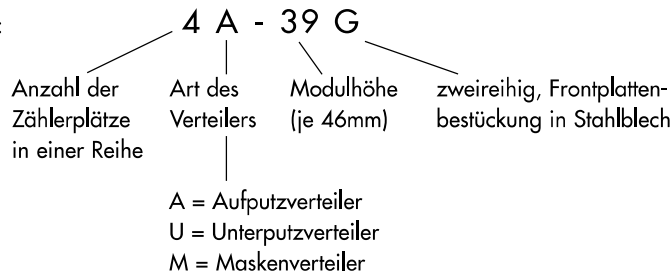 : 4 A - 39 G
Anzahl der
Zählerplätze
in einer Reihe
Art des
Verteilers
Modulhöhe
(je 46mm)
zweireihig, Frontplatten-
bestückung in Stahlblech
A = Aufputzverteiler
U = Unterputzverteiler
M = Maskenverteiler